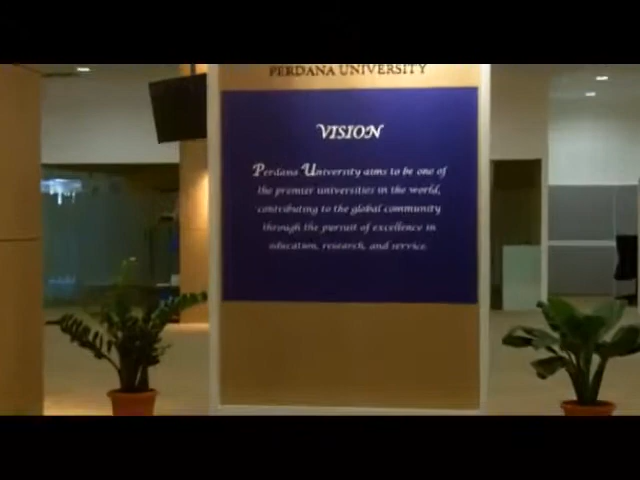 PERDANA UNIVERSITY
VISION
Perdana University aims to be one of
the premier universities in the world,
contributing to the global community
through the pursuit of excellence in
education, research, and service.